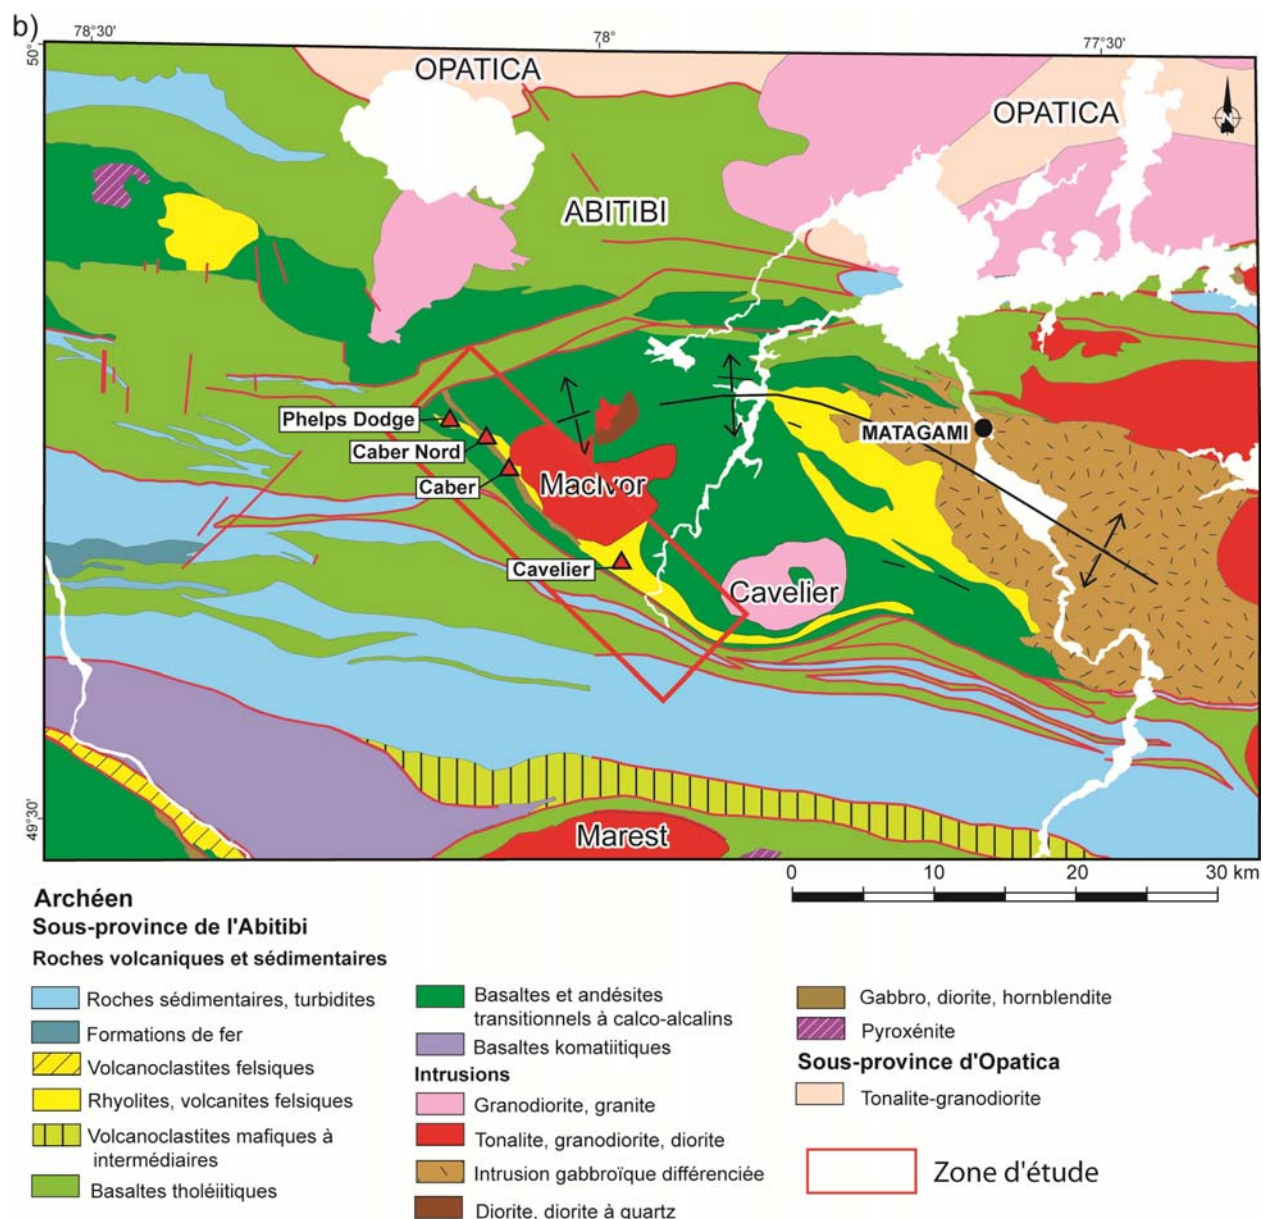 b)
78°30'
78°
77°30'
50°
OPATICA
OPATICA
N
ABITIBI
Phelps Dodge
Caber Nord
Caber
MacIvor
MATAGAMI
Cavelier
Cavelier
49°30'
Marest
0 10 20 30 km
Archéen
Sous-province de l'Abitibi
Roches volcaniques et sédimentaires
Roches sédimentaires, turbidites
Formations de fer
Volcanoclastites felsiques
Rhyolites, volcanites felsiques
Volcanoclastites mafiques à
intermédiaires
Basaltes tholéiitiques
Basaltes et andésites
transitionnels à calco-alcalins
Basaltes komatiitiques
Intrusions
Granodiorite, granite
Tonalite, granodiorite, diorite
Intrusion gabbroïque différenciée
Diorite, diorite à quartz
Gabbro, diorite, hornblendite
Pyroxénite
Sous-province d'Opatica
Tonalite-granodiorite
Zone d'étude